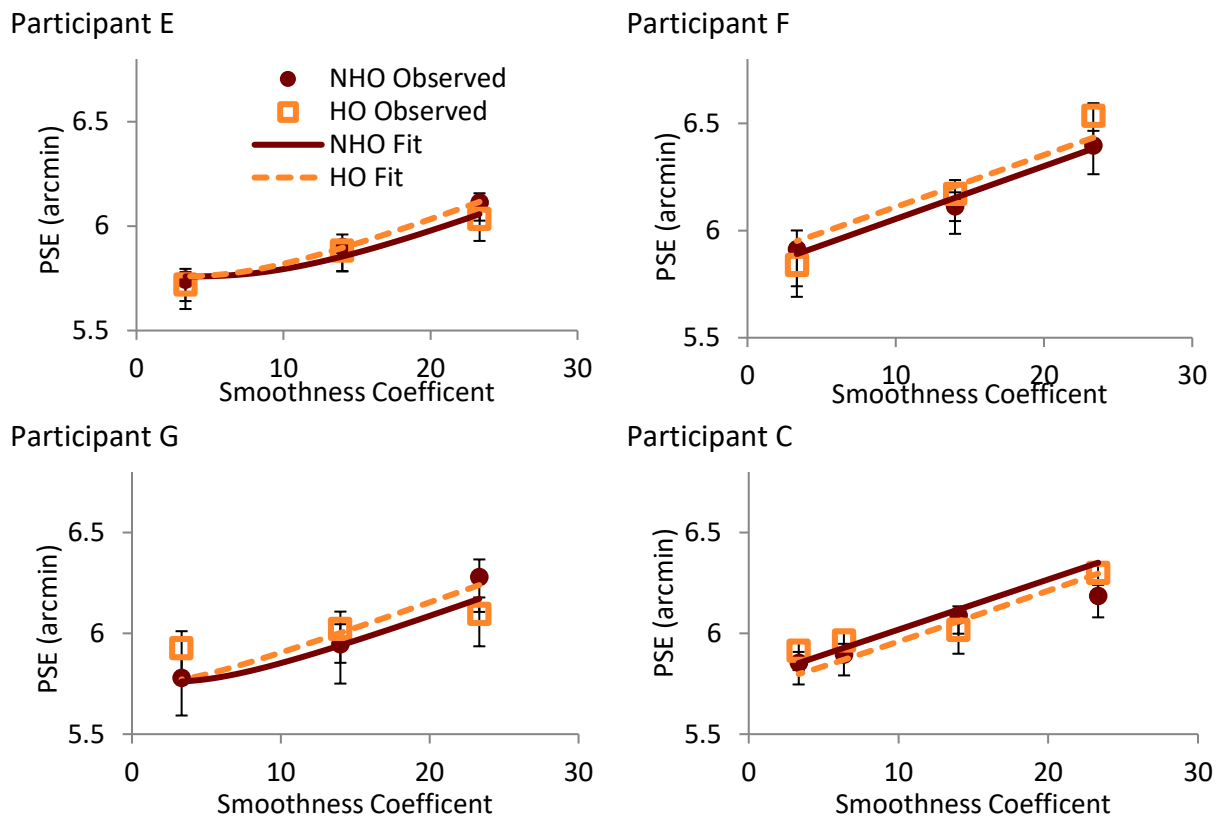 Participant E
NHO Observed
HO Observed
NHO Fit
HO Fit
PSE (arcmin)
6.5
6
5.5
0
10
20
30
Smoothness Coefficent
Participant F
PSE (arcmin)
6.5
6
5.5
0
10
20
30
Smoothness Coefficent
Participant G
PSE (arcmin)
6.5
6
5.5
0
10
20
30
Smoothness Coefficent
Participant C
PSE (arcmin)
6.5
6
5.5
0
10
20
30
Smoothness Coefficent